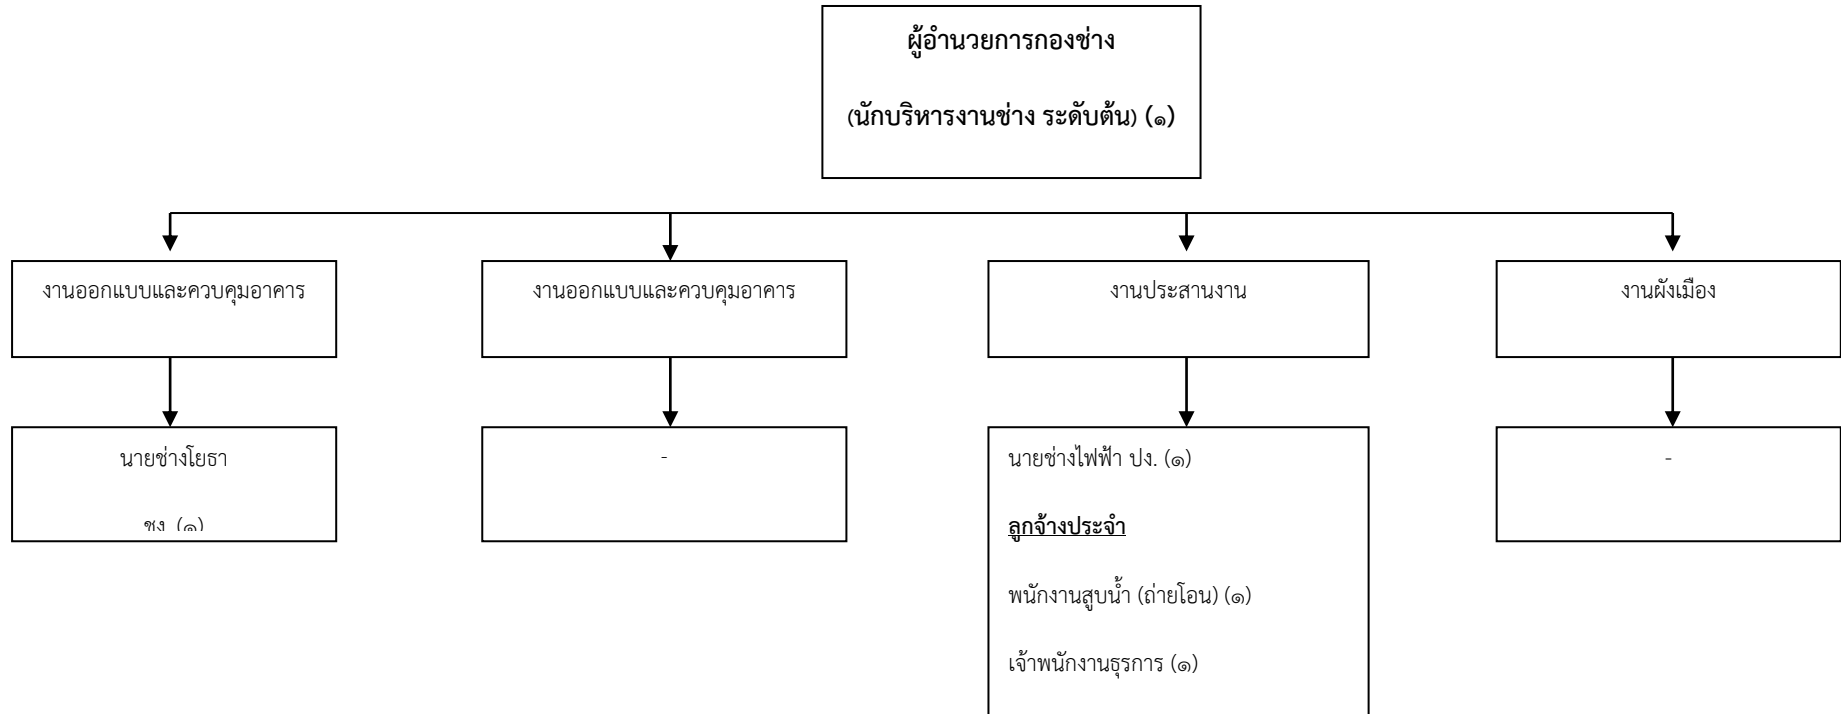 ผู้อำนวยการกองช่าง
(นักบริหารงานช่าง ระดับต้น) (๑)
งานออกแบบและควบคุมอาคาร
งานออกแบบและควบคุมอาคาร
งานประสานงาน
งานผังเมือง
นายช่างโยธา
ชง. (๑)
-
นายช่างไฟฟ้า ปง. (๑)
ลูกจ้างประจำ
พนักงานสูบน้ำ (ถ่ายโอน) (๑)
เจ้าพนักงานธุรการ (๑)
-